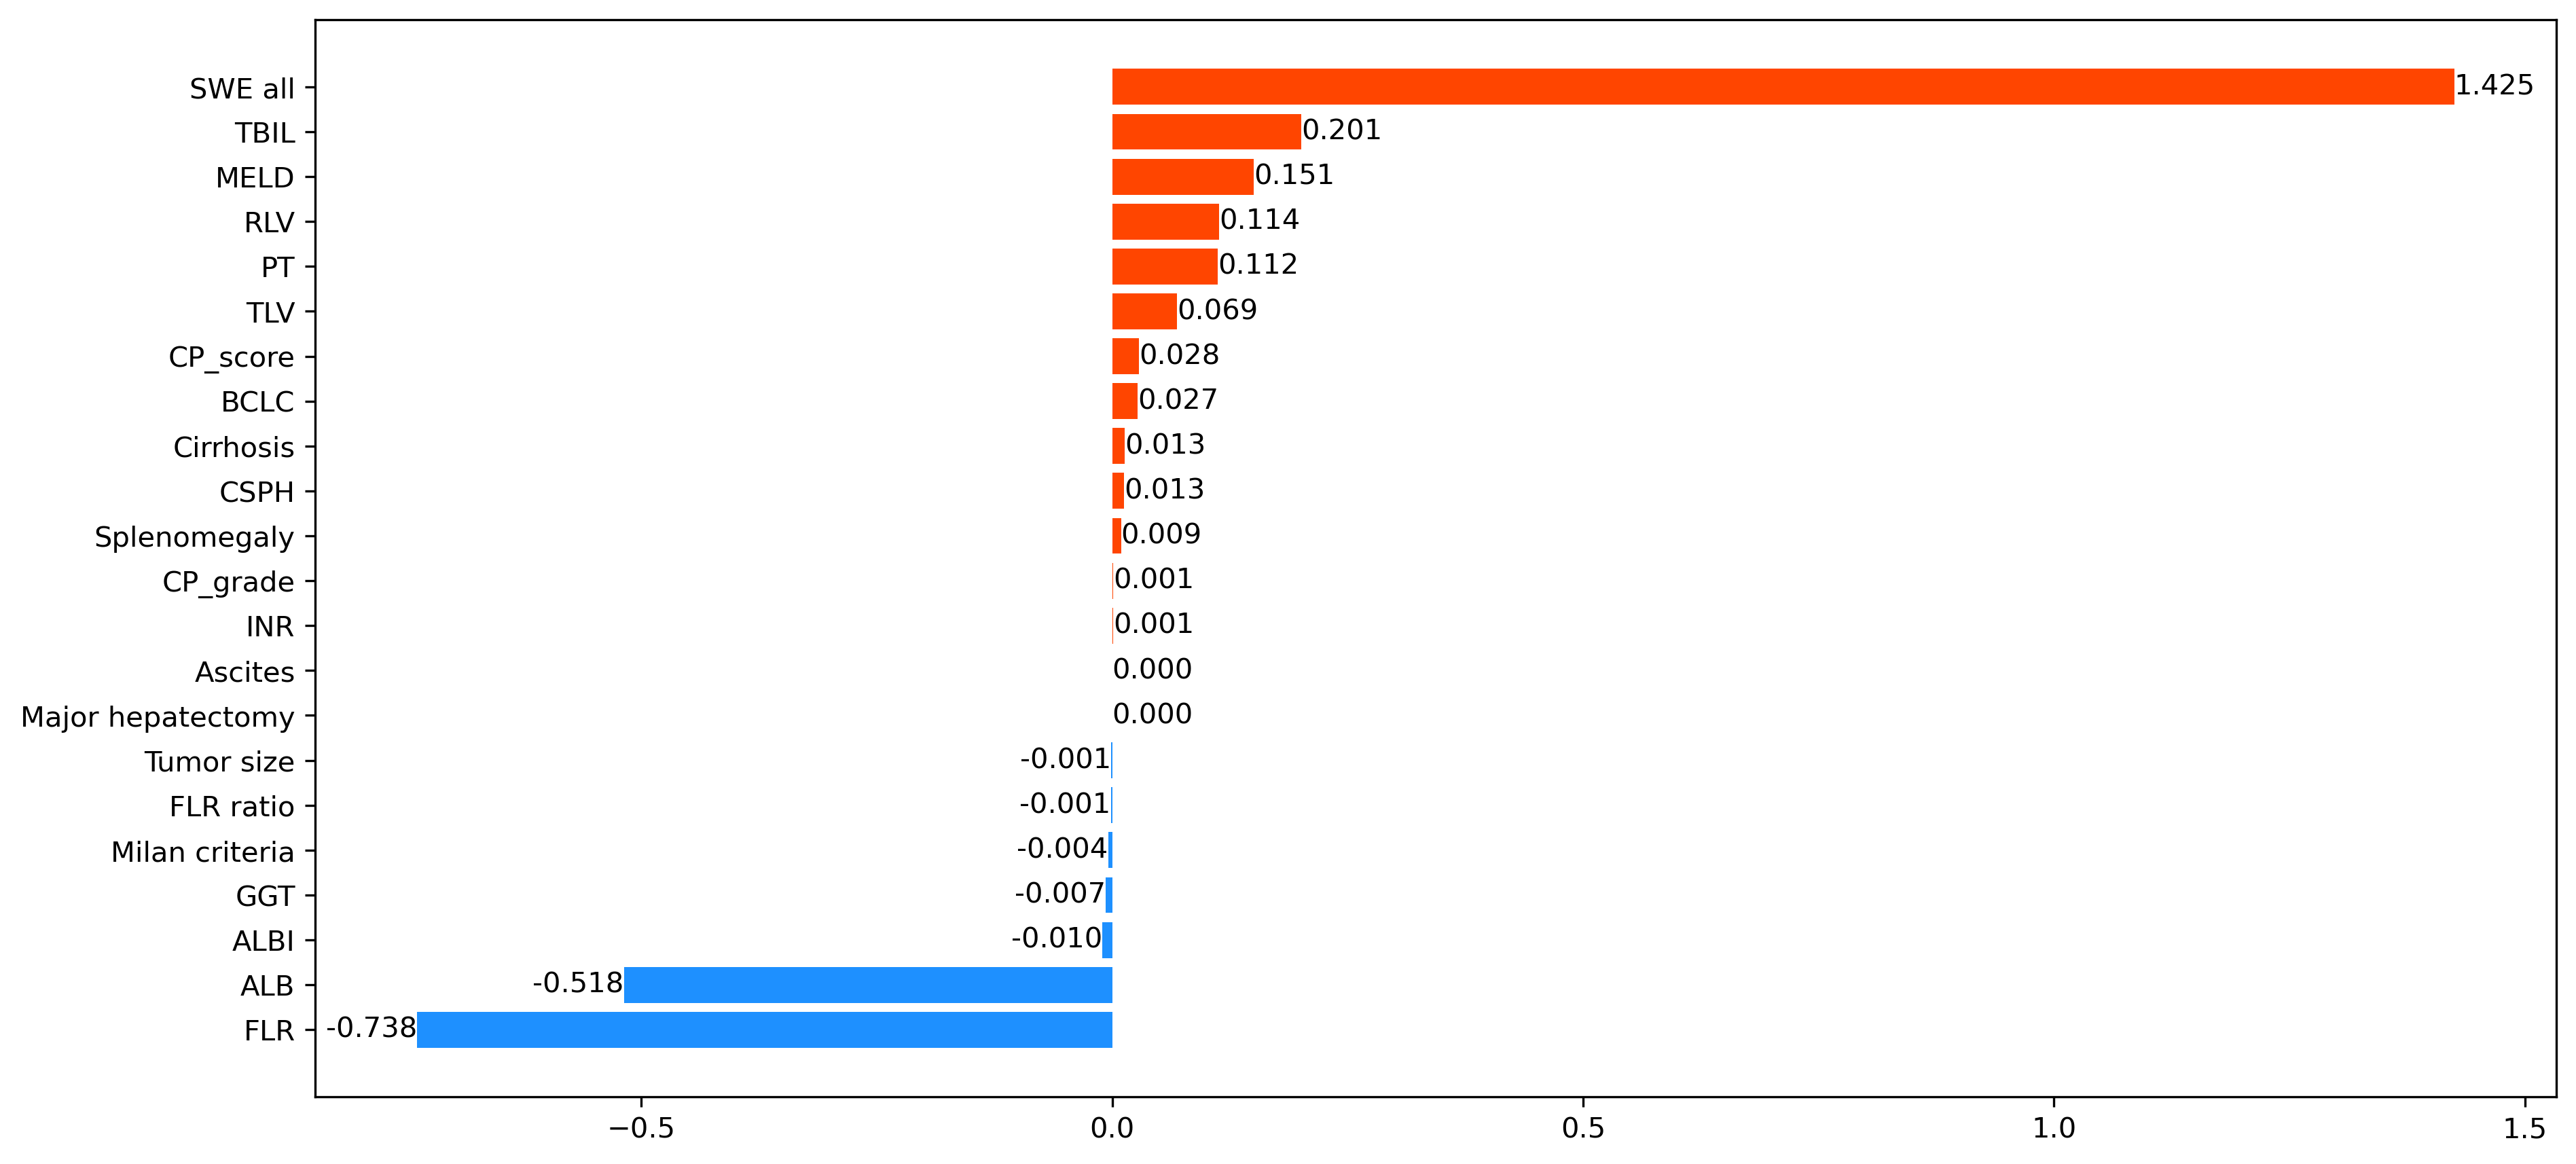 SWE all 1.425
TBIL 0.201
MELD 0.151
RLV 0.114
PT 0.112
TLV 0.069
CP_score 0.028
BCLC 0.027
Cirrhosis 0.013
CSPH 0.013
Splenomegaly 0.009
CP_grade 0.001
INR 0.001
Ascites 0.000
Major hepatectomy 0.000
Tumor size -0.001
FLR ratio -0.001
Milan criteria -0.004
GGT -0.007
ALBI -0.010
ALB -0.518
FLR -0.738
−0.5 0.0 0.5 1.0 1.5